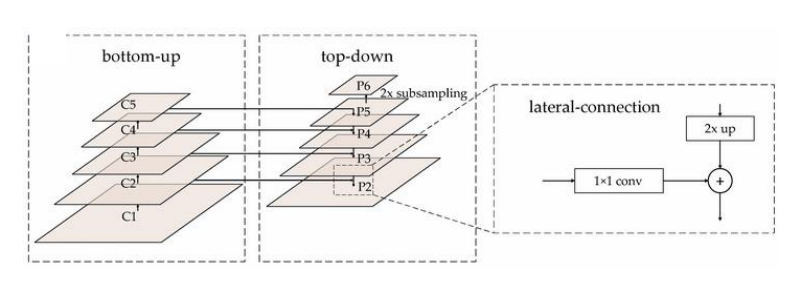 bottom-up
C5
C4
C3
C2
C1
top-down
P6
2x subsampling
P5
P4
P3
P2
lateral-connection
2x up
1×1 conv
+